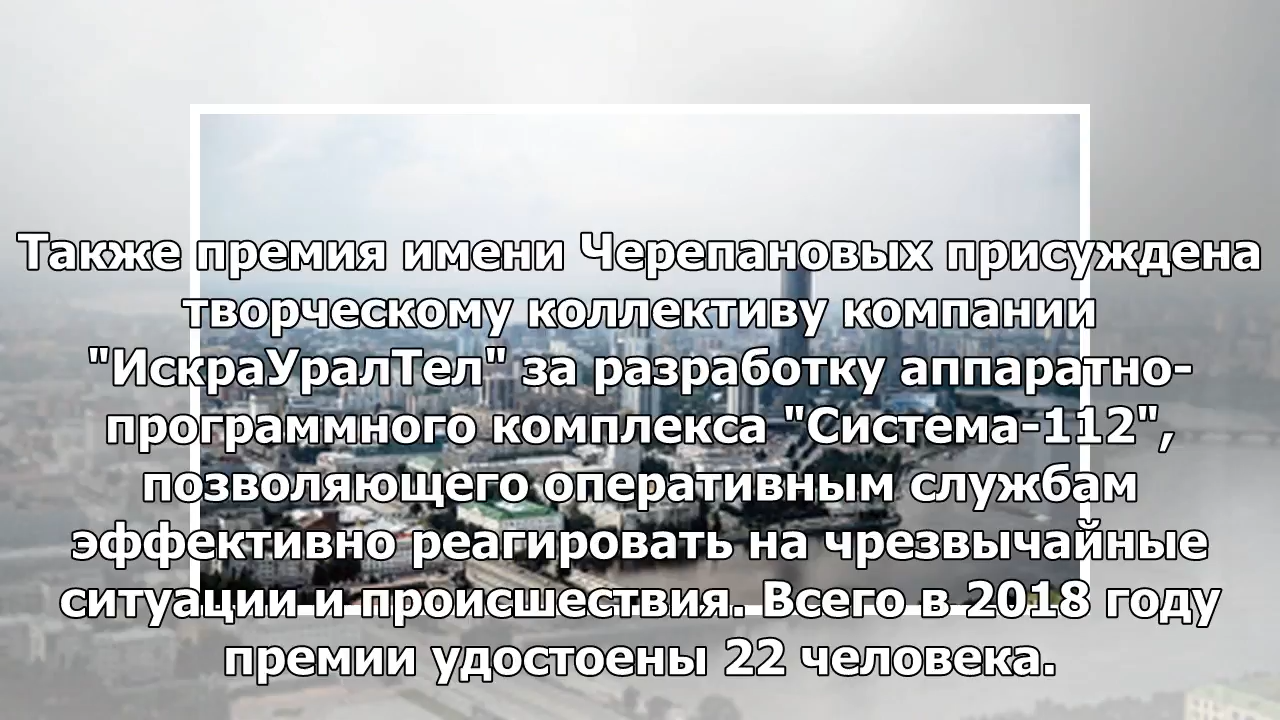 Также премия имени Черепановых присуждена
творческому коллективу компании
"ИскраУралТел" за разработку аппаратно-
программного комплекса "Система-112",
позволяющего оперативным службам
эффективно реагировать на чрезвычайные
ситуации и происшествия. Всего в 2018 году
премии удостоены 22 человека.